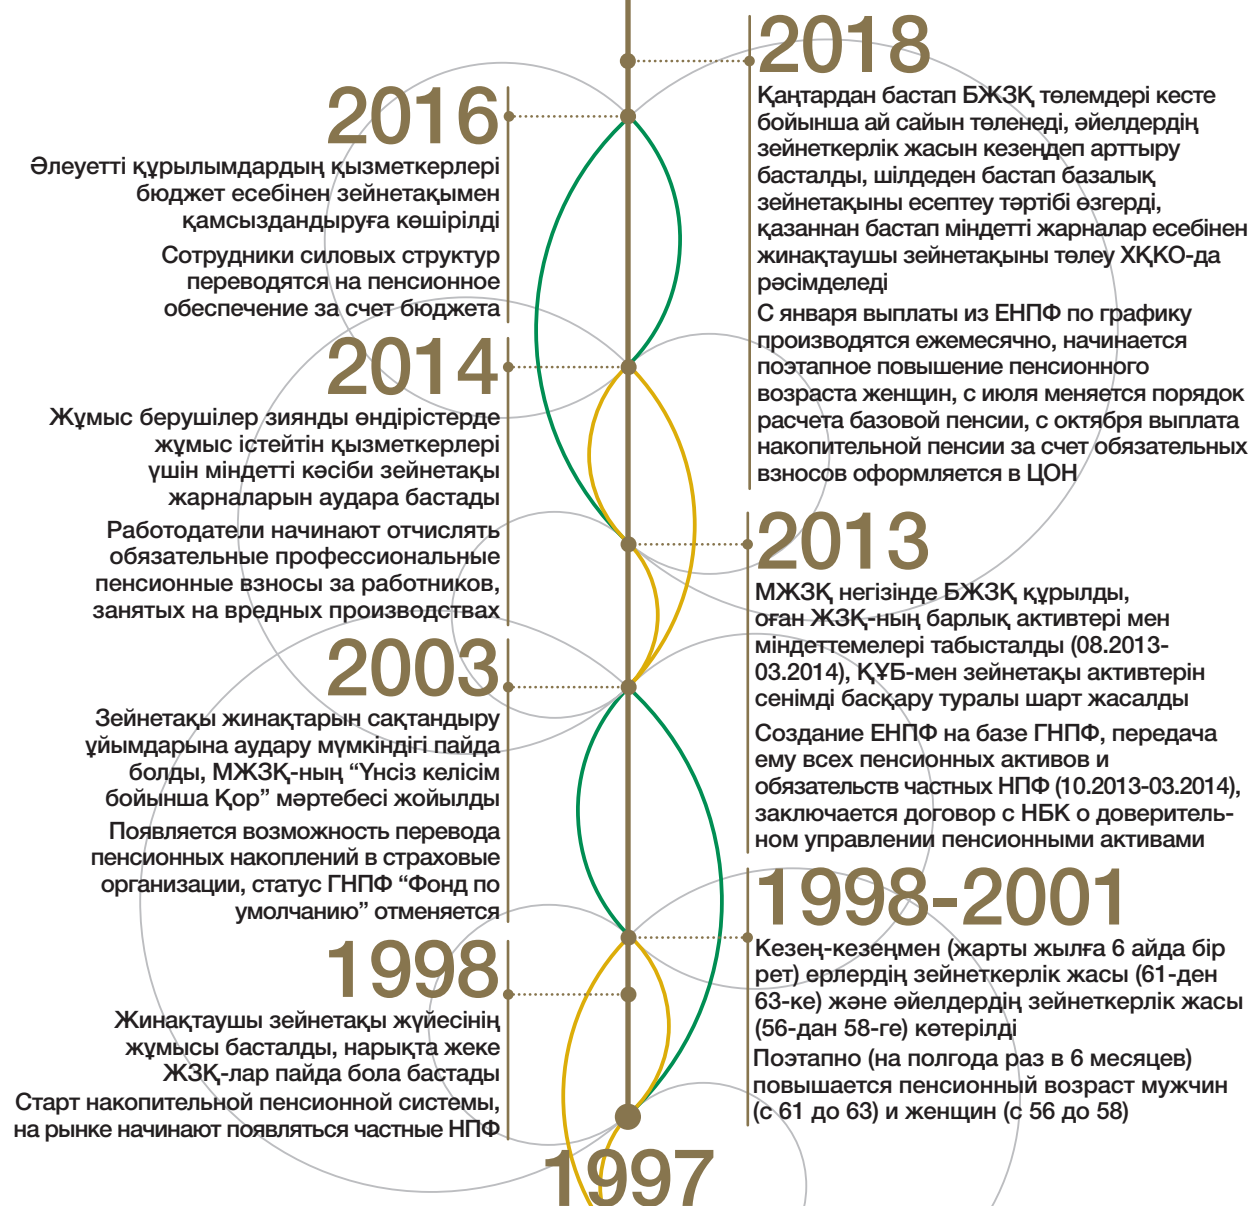 2018
Қаңтардан бастап БЖЗҚ төлемдері кесте
бойынша ай сайын төленеді, әйелдердің
зейнеткерлік жасын кезеңдеп арттыру
басталды, шілдеден бастап базалық
зейнетақыны есептеу тәртібі өзгерді,
қазаннан бастап міндетті жарналар есебінен
жинақтаушы зейнетақыны төлеу ХҚКО-да
рәсімделеді
С января выплаты из ЕНПФ по графику
производятся ежемесячно, начинается
поэтапное повышение пенсионного
возраста женщин, с июля меняется порядок
расчета базовой пенсии, с октября выплата
накопительной пенсии за счет обязательных
взносов оформляется в ЦОН
2016
Әлеуетті құрылымдардың қызметкерлері
бюджет есебінен зейнетақымен
қамсыздандыруға көшірілді
Сотрудники силовых структур
переводятся на пенсионное
обеспечение за счет бюджета
2014
Жұмыс берушілер зиянды өндірістерде
жұмыс істейтін қызметкерлері
үшін міндетті кәсіби зейнетақы
жарналарын аудара бастады
Работодатели начинают отчислять
обязательные профессиональные
пенсионные взносы за работников,
занятых на вредных производствах
2013
МЖЗҚ негізінде БЖЗҚ құрылды,
оған ЖЗҚ-ның барлық активтері мен
міндеттемелері табысталды (08.2013-
03.2014), ҚҰБ-мен зейнетақы активтерін
сенімді басқару туралы шарт жасалды
Создание ЕНПФ на базе ГНПФ, передача
ему всех пенсионных активов и
обязательств частных НПФ (10.2013-03.2014),
заключается договор с НБК о доверитель-
ном управлении пенсионными активами
2003
Зейнетақы жинақтарын сақтандыру
ұйымдарына аудару мүмкіндігі пайда
болды, МЖЗҚ-ның “Үнсіз келісім
бойынша Қор” мәртебесі жойылды
Появляется возможность перевода
пенсионных накоплений в страховые
организации, статус ГНПФ “Фонд по
умолчанию” отменяется
1998-2001
Кезең-кезеңмен (жарты жылға 6 айда бір
рет) ерлердің зейнеткерлік жасы (61-ден
63-ке) және әйелдердің зейнеткерлік жасы
(56-дан 58-ге) көтерілді
Поэтапно (на полгода раз в 6 месяцев)
повышается пенсионный возраст мужчин
(с 61 до 63) и женщин (с 56 до 58)
1998
Жинақтаушы зейнетақы жүйесінің
жұмысы басталды, нарықта жеке
ЖЗҚ-лар пайда бола бастады
Старт накопительной пенсионной системы,
на рынке начинают появляться частные НПФ
1997